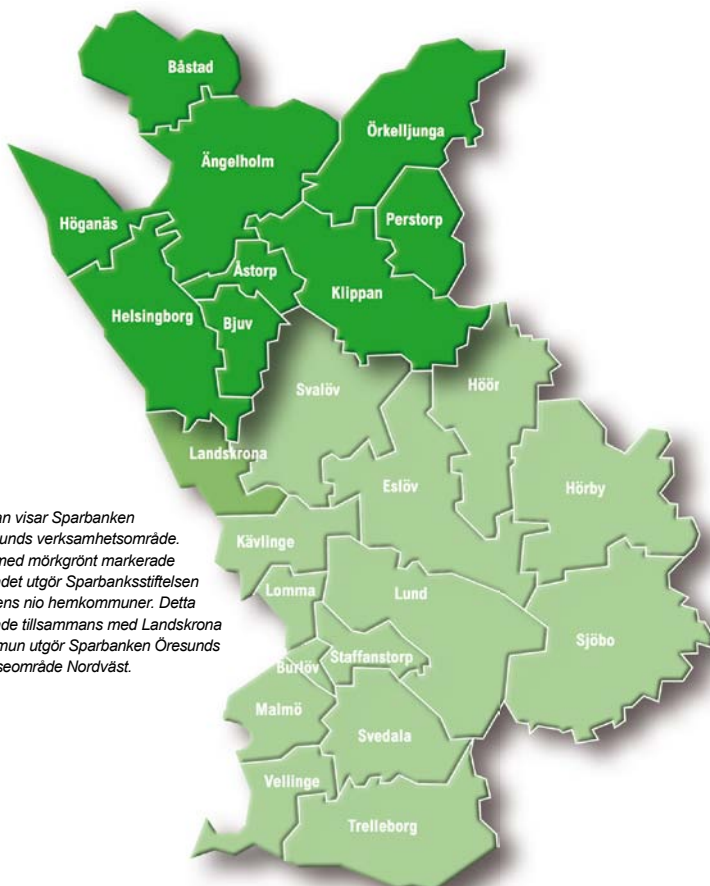 Båstad
Örkelljunga
Ängelholm
Höganäs
Perstorp
Åstorp
Klippan
Helsingborg
Bjuv
Svalöv
Höör
Landskrona
Eslöv
Hörby
an visar Sparbanken
unds verksamhetsområde.
med mörkgrönt markerade
det utgör Sparbanksstiftelsen
ens nio hemkommuner. Detta
de tillsammans med Landskrona
mun utgör Sparbanken Öresunds
seområde Nordväst.
Kävlinge
Lomma
Lund
Sjöbo
Burlöv
Staffanstorp
Malmö
Svedala
Vellinge
Trelleborg